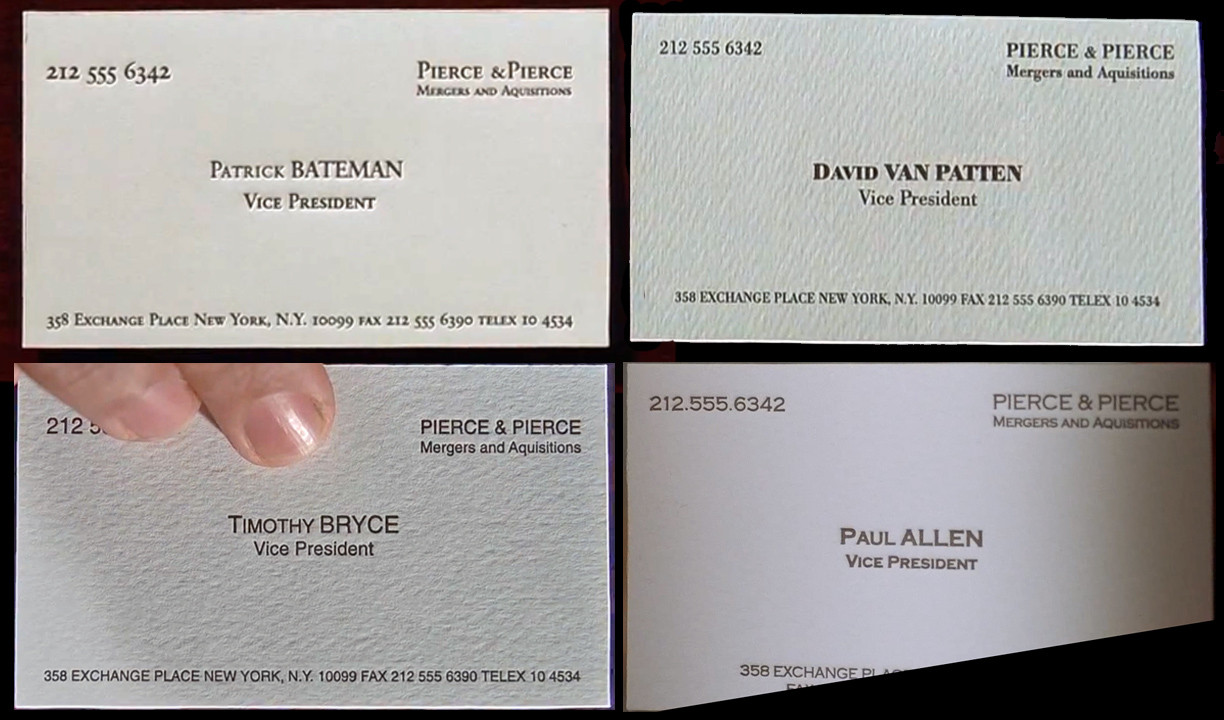 212 555 6342
PIERCE &PIERCE
MERGERS AND AQUISITIONS
PATRICK BATEMAN
VICE PRESIDENT
358 EXCHANGE PLACE NEW YORK, N.Y. 10099 FAX 212 555 6390 TELEX 10 4534
212 555 6342
PIERCE & PIERCE
Mergers and Aquisitions
DAVID VAN PATTEN
Vice President
358 EXCHANGE PLACE NEW YORK, N.Y. 10099 FAX 212 555 6390 TELEX 10 4534
212
PIERCE & PIERCE
Mergers and Aquisitions
TIMOTHY BRYCE
Vice President
358 EXCHANGE PLACE NEW YORK, N.Y. 10099 FAX 212 555 6390 TELEX 10 4534
212.555.6342
PIERCE & PIERCE
MERGERS AND AQUISITIONS
PAUL ALLEN
VICE PRESIDENT
358 EXCHANGE